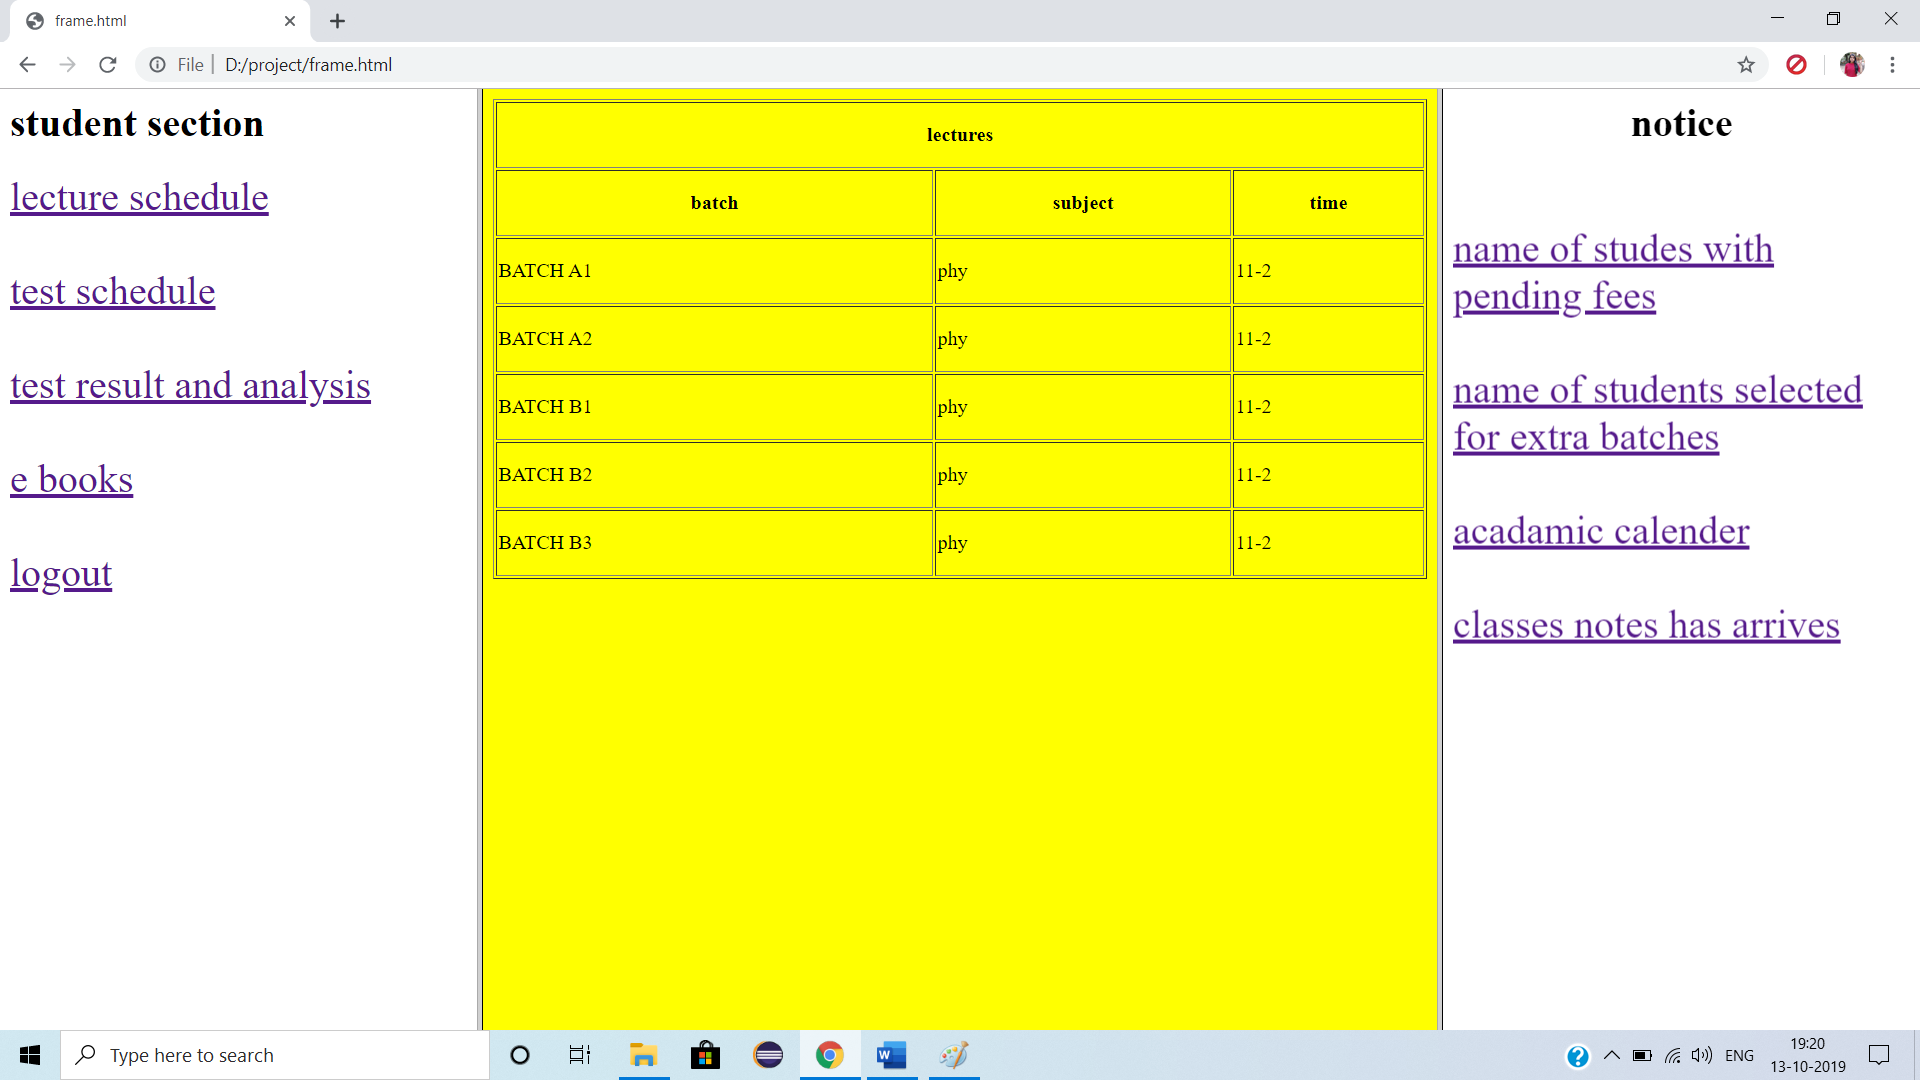 frame.html
File
D:/project/frame.html
student section
lecture schedule
test schedule
test result and analysis
e books
logout
lectures
batch subject time
BATCH A1 phy 11-2
BATCH A2 phy 11-2
BATCH B1 phy 11-2
BATCH B2 phy 11-2
BATCH B3 phy 11-2
notice
name of studes with
pending fees
name of students selected
for extra batches
acadamic calender
classes notes has arrives
Type here to search
W
?
ENG
19:20
13-10-2019